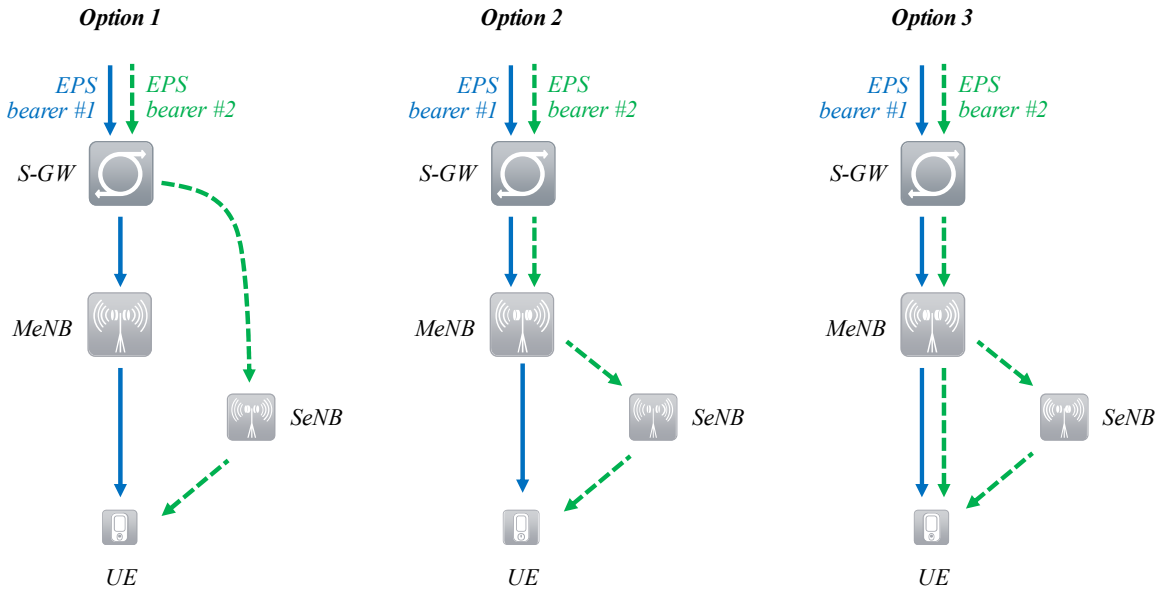 Option 1
Option 2
Option 3
EPS
bearer #1
EPS
bearer #2
EPS
bearer #1
EPS
bearer #2
EPS
bearer #1
EPS
bearer #2
S-GW
S-GW
S-GW
MeNB
MeNB
MeNB
SeNB
SeNB
SeNB
UE
UE
UE